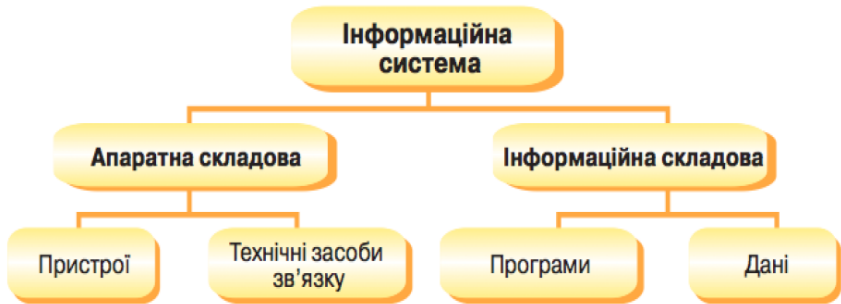 Інформаційна
система
Апаратна складова
Інформаційна складова
Пристрої
Технічні засоби
зв’язку
Програми
Дані